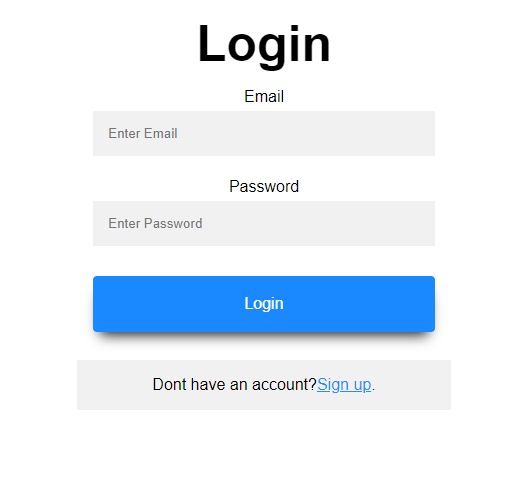 Login
Email
Enter Email
Password
Enter Password
Login
Dont have an account?Sign up.